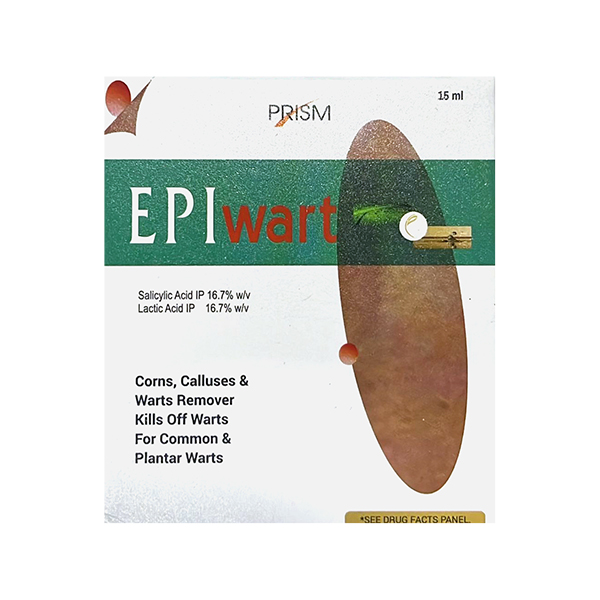 PRISM
15 ml
EPIwart
Salicylic Acid IP 16.7% w/v
Lactic Acid IP 16.7% w/v
Corns, Calluses &
Warts Remover
Kills Off Warts
For Common &
Plantar Warts
*SEE DRUG FACTS PANEL